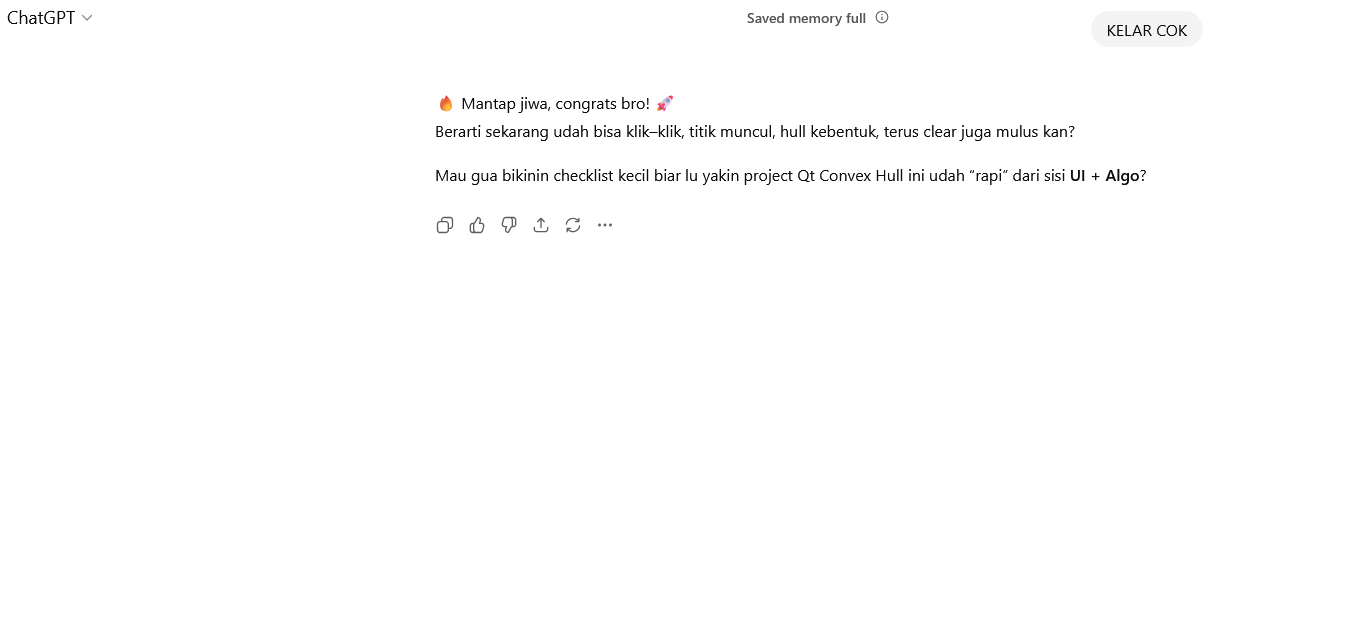 ChatGPT
Saved memory full
KELAR COK
🔥 Mantap jiwa, congrats bro! 🚀
Berarti sekarang udah bisa klik–klik, titik muncul, hull kebentuk, terus clear juga mulus kan?
Mau gua bikinin checklist kecil biar lu yakin project Qt Convex Hull ini udah “rapi” dari sisi UI + Algo?